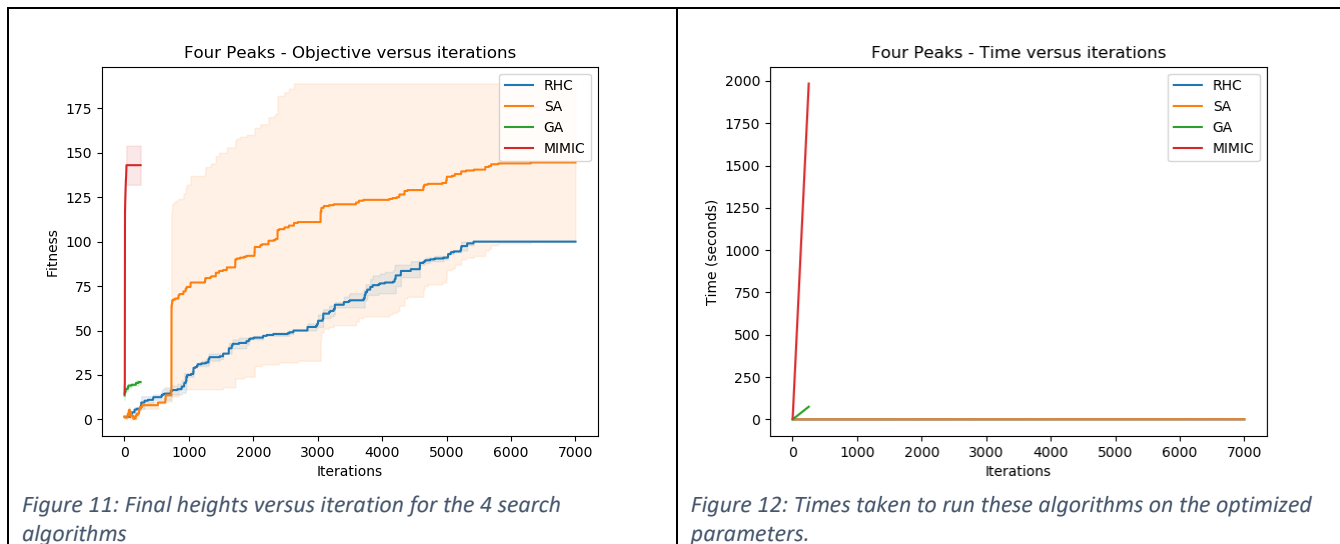 Four Peaks - Objective versus iterations
RHC
SA
GA
MIMIC
175
150
125
100
75
50
25
0
Fitness
0 1000 2000 3000 4000 5000 6000 7000
Iterations
Figure 11: Final heights versus iteration for the 4 search
algorithms
Four Peaks - Time versus iterations
RHC
SA
GA
MIMIC
2000
1750
1500
1250
1000
750
500
250
0
Time (seconds)
0 1000 2000 3000 4000 5000 6000 7000
Iterations
Figure 12: Times taken to run these algorithms on the optimized
parameters.